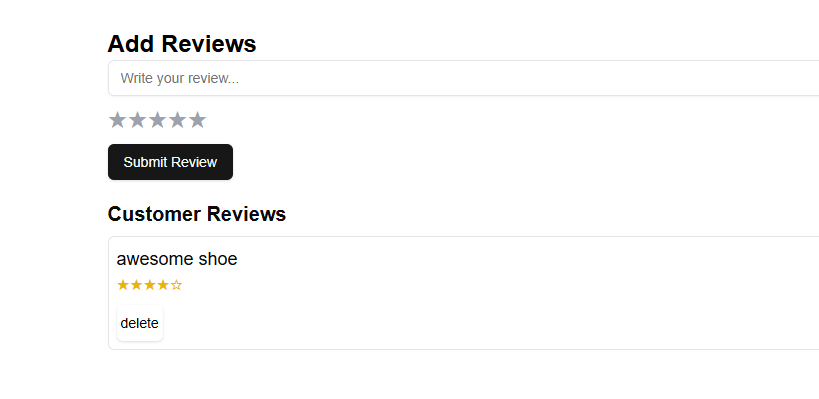 Add Reviews
Write your review...
★★★★★
Submit Review
Customer Reviews
awesome shoe
★★★★☆
delete